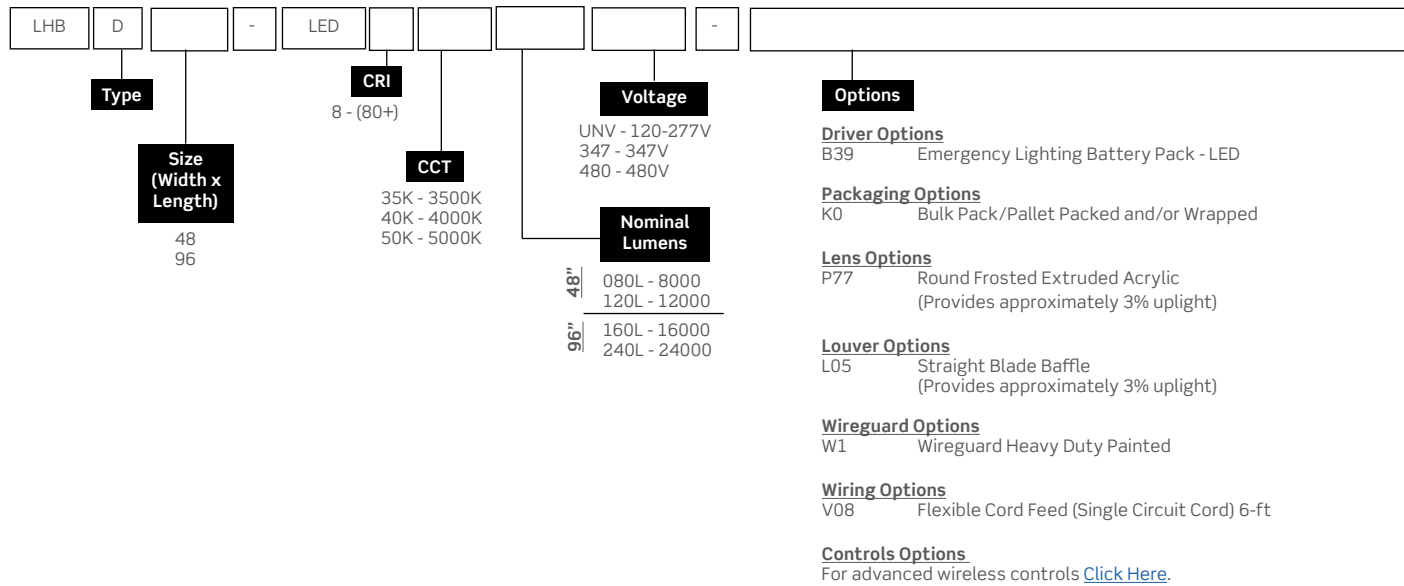 LHB D - LED -
Type
Size
(Width x
Length)
48
96
CRI
8 - (80+)
CCT
35K - 3500K
40K - 4000K
50K - 5000K
Voltage
UNV - 120-277V
347 - 347V
480 - 480V
Nominal
Lumens
48"
080L - 8000
120L - 12000
96"
160L - 16000
240L - 24000
Options
Driver Options
B39 Emergency Lighting Battery Pack - LED
Packaging Options
K0 Bulk Pack/Pallet Packed and/or Wrapped
Lens Options
P77 Round Frosted Extruded Acrylic
(Provides approximately 3% uplight)
Louver Options
L05 Straight Blade Baffle
(Provides approximately 3% uplight)
Wireguard Options
W1 Wireguard Heavy Duty Painted
Wiring Options
V08 Flexible Cord Feed (Single Circuit Cord) 6-ft
Controls Options
For advanced wireless controls Click Here.